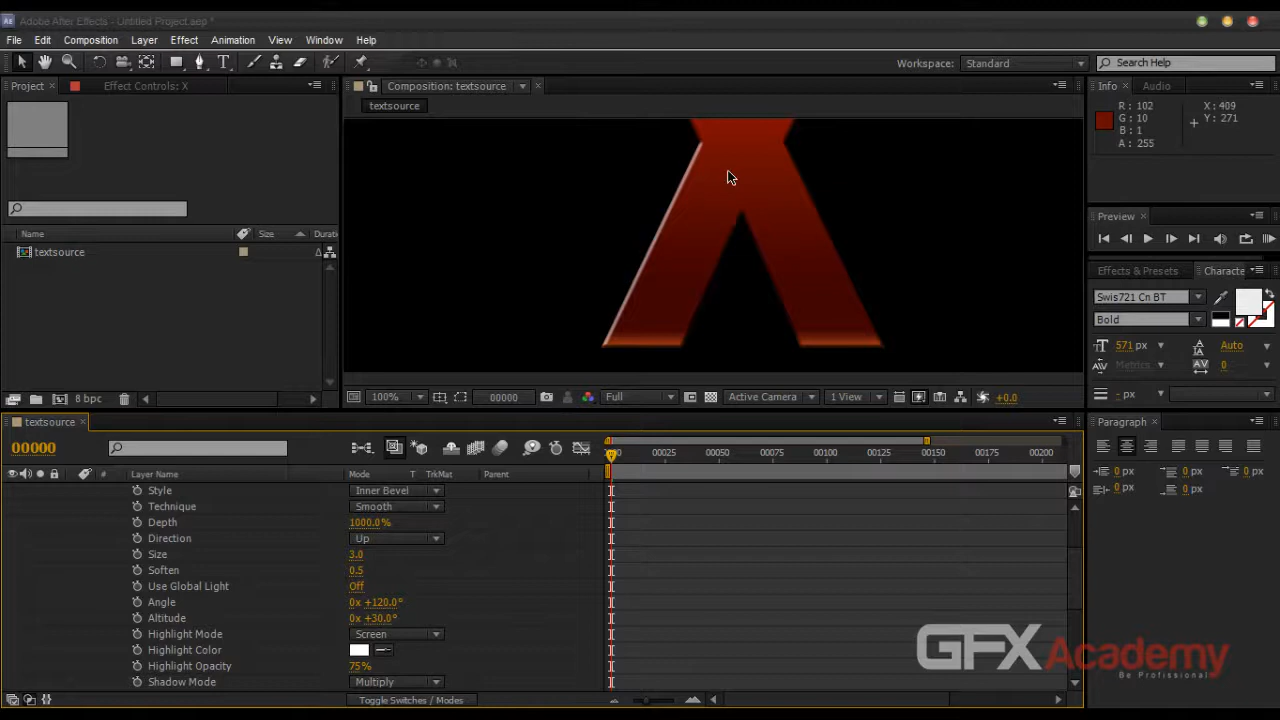 Adobe After Effects - Untitled Project.aep *
File Edit Composition Layer Effect Animation View Window Help
Workspace: Standard Search Help
Project Effect Controls: X Composition: textsource Info Audio
textsource
R : 102 X : 409
G : 10 Y : 271
B : 1
A : 255
Preview
Name Size Durati
textsource
Effects & Presets Characte
Swis721 Cn BT
Bold
571 px Auto
Metrics 0
- px
8 bpc 100% 00000 Full Active Camera 1 View +0.0
textsource
Paragraph
00000
0 px 0 px 0 px
0 px 0 px
00 00025 00050 00075 00100 00125 00150 00175 00200
# Layer Name Mode T TrkMat Parent
Style Inner Bevel
Technique Smooth
Depth 1000.0%
Direction Up
Size 3.0
Soften 0.5
Use Global Light Off
Angle 0x +120.0°
Altitude 0x +30.0°
Highlight Mode Screen
Highlight Color
Highlight Opacity 75%
Shadow Mode Multiply
Toggle Switches / Modes
GFXAcademy
Be Profissional